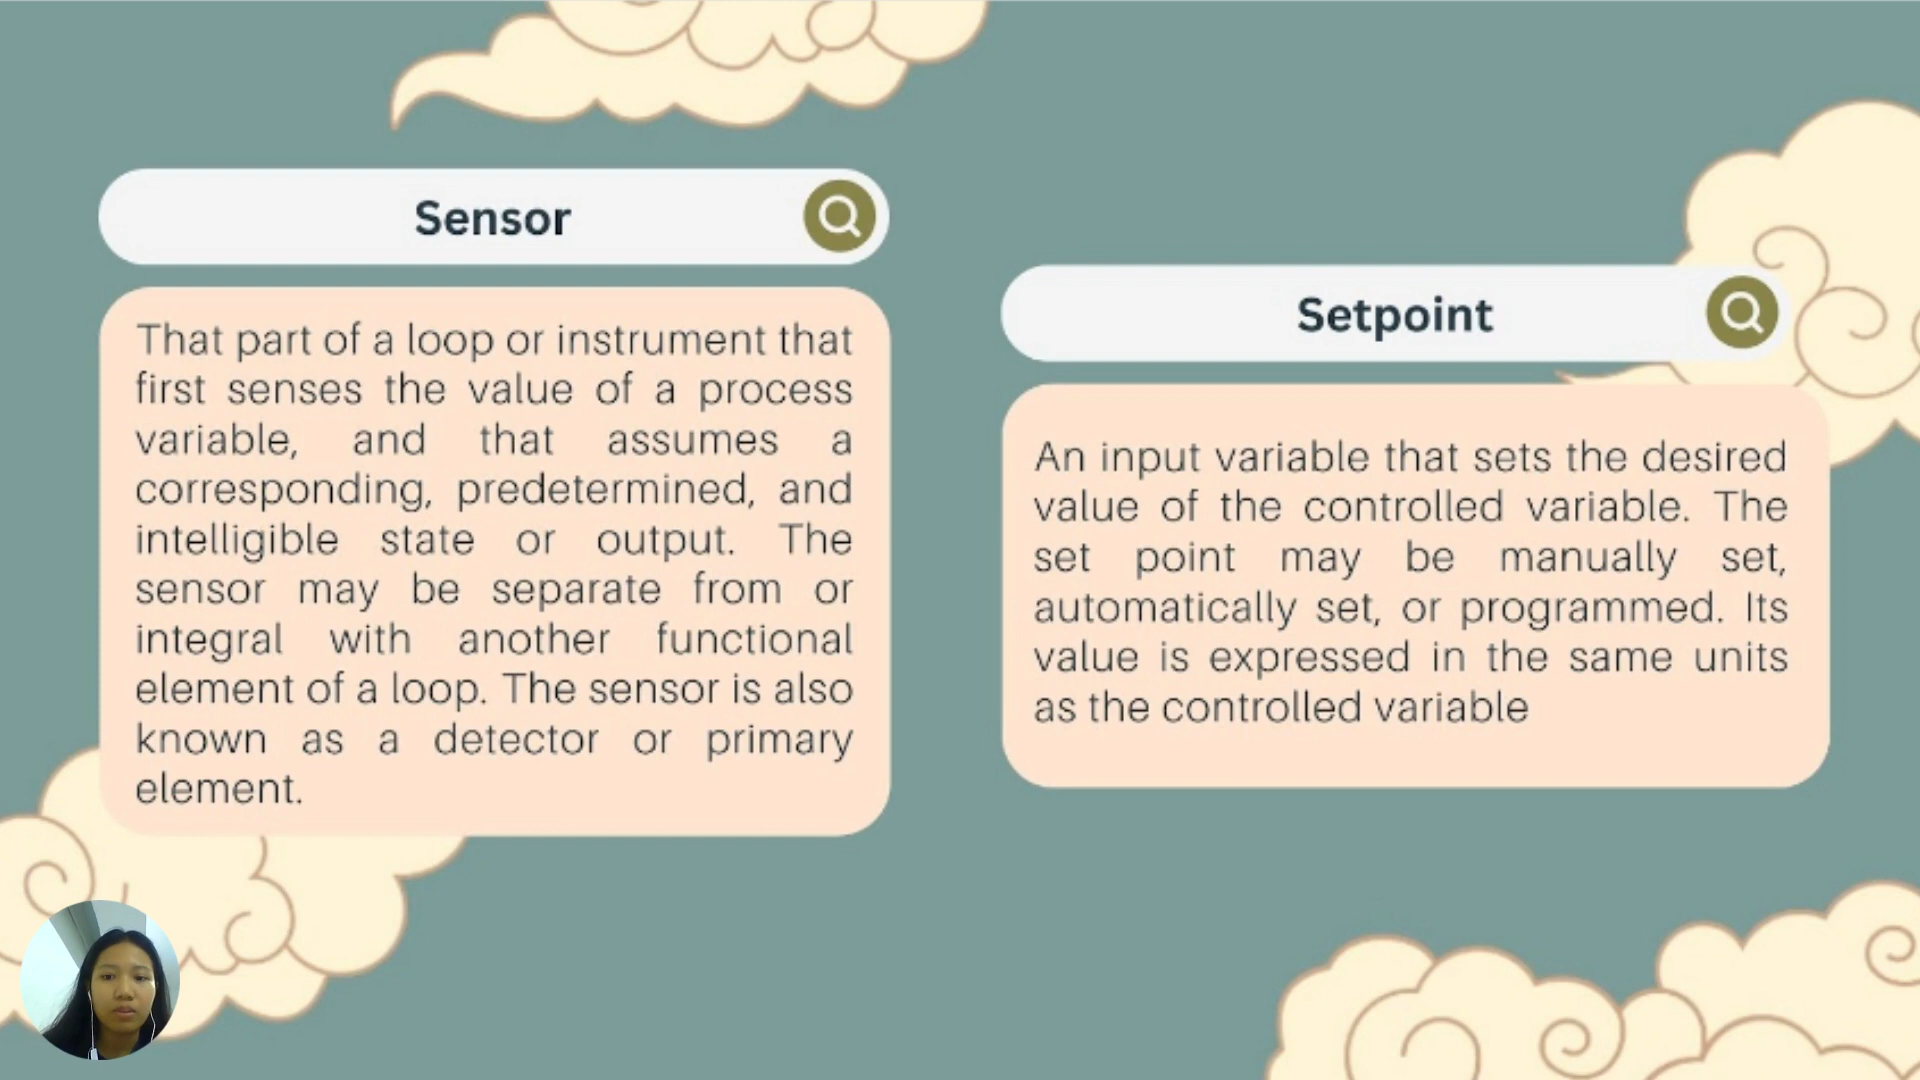 Sensor
That part of a loop or instrument that
first senses the value of a process
variable, and that assumes a
corresponding, predetermined, and
intelligible state or output. The
sensor may be separate from or
integral with another functional
element of a loop. The sensor is also
known as a detector or primary
element.
Setpoint
An input variable that sets the desired
value of the controlled variable. The
set point may be manually set,
automatically set, or programmed. Its
value is expressed in the same units
as the controlled variable